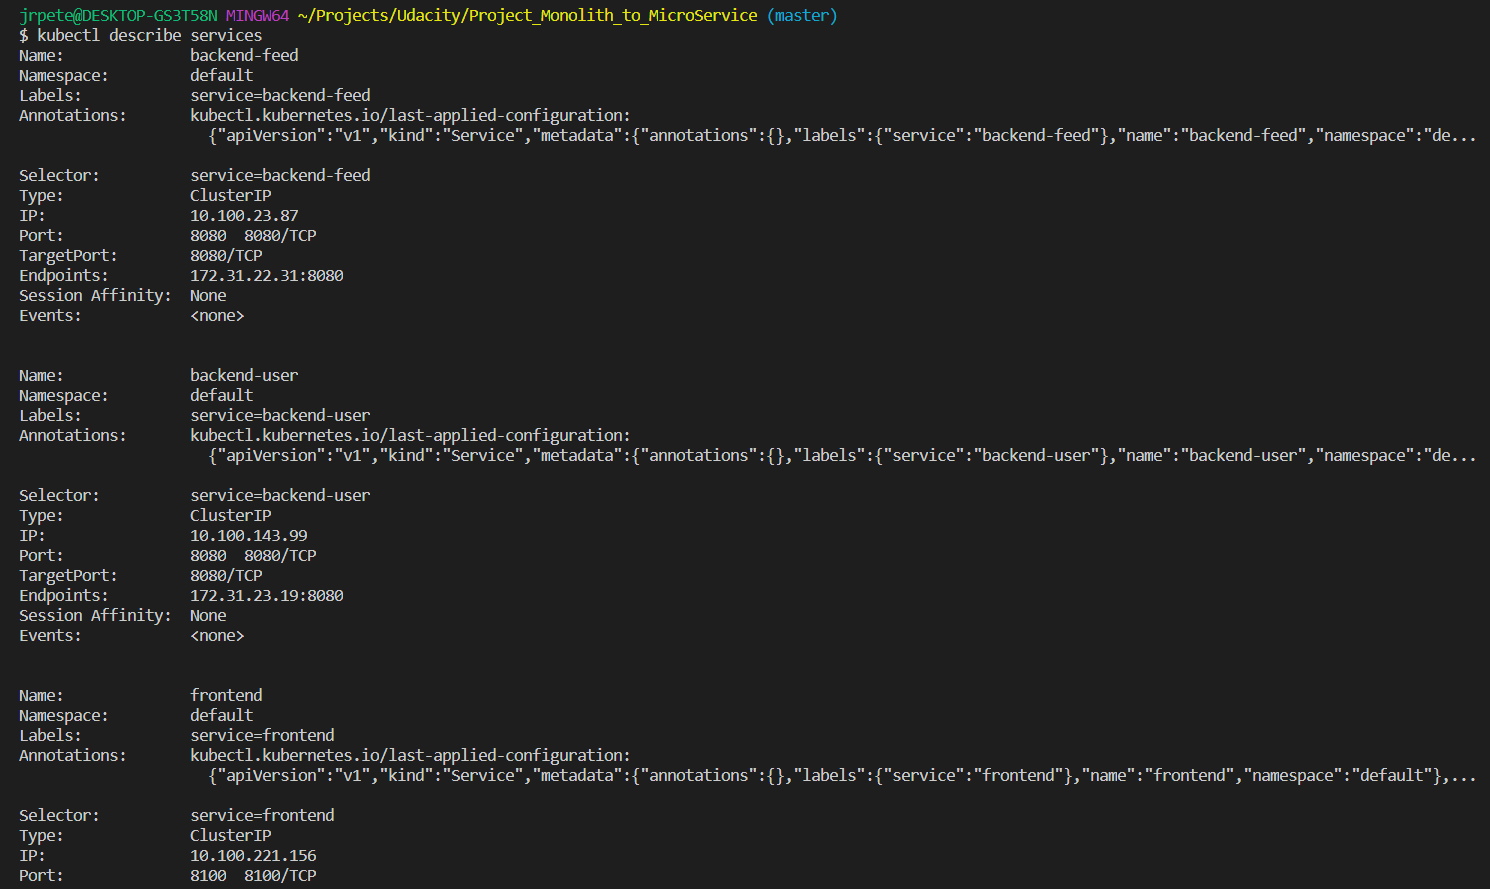 jrpete@DESKTOP-GS3T58N MINGW64 ~/Projects/Udacity/Project_Monolith_to_MicroService (master)
$ kubectl describe services
Name:              backend-feed
Namespace:         default
Labels:            service=backend-feed
Annotations:       kubectl.kubernetes.io/last-applied-configuration:
                     {"apiVersion":"v1","kind":"Service","metadata":{"annotations":{},"labels":{"service":"backend-feed"},"name":"backend-feed","namespace":"de...
Selector:          service=backend-feed
Type:              ClusterIP
IP:                10.100.23.87
Port:              8080  8080/TCP
TargetPort:        8080/TCP
Endpoints:         172.31.22.31:8080
Session Affinity:  None
Events:            <none>
Name:              backend-user
Namespace:         default
Labels:            service=backend-user
Annotations:       kubectl.kubernetes.io/last-applied-configuration:
                     {"apiVersion":"v1","kind":"Service","metadata":{"annotations":{},"labels":{"service":"backend-user"},"name":"backend-user","namespace":"de...
Selector:          service=backend-user
Type:              ClusterIP
IP:                10.100.143.99
Port:              8080  8080/TCP
TargetPort:        8080/TCP
Endpoints:         172.31.23.19:8080
Session Affinity:  None
Events:            <none>
Name:              frontend
Namespace:         default
Labels:            service=frontend
Annotations:       kubectl.kubernetes.io/last-applied-configuration:
                     {"apiVersion":"v1","kind":"Service","metadata":{"annotations":{},"labels":{"service":"frontend"},"name":"frontend","namespace":"default"},...
Selector:          service=frontend
Type:              ClusterIP
IP:                10.100.221.156
Port:              8100  8100/TCP